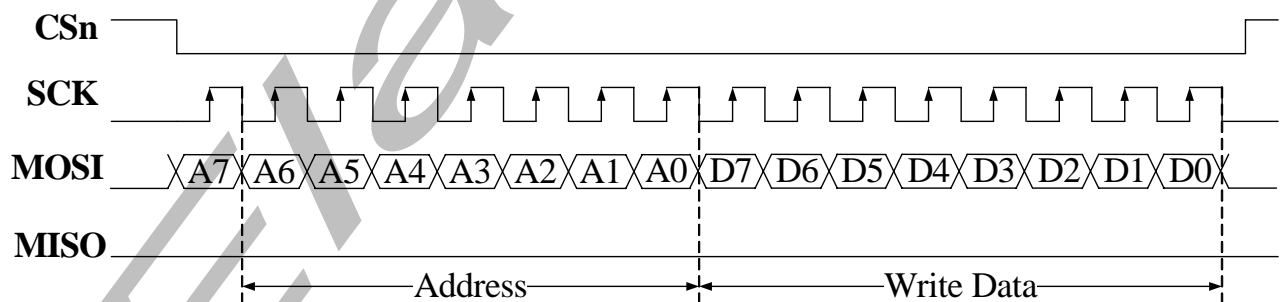 CSn
SCK
MOSI A7 A6 A5 A4 A3 A2 A1 A0 D7 D6 D5 D4 D3 D2 D1 D0
MISO
Address Write Data